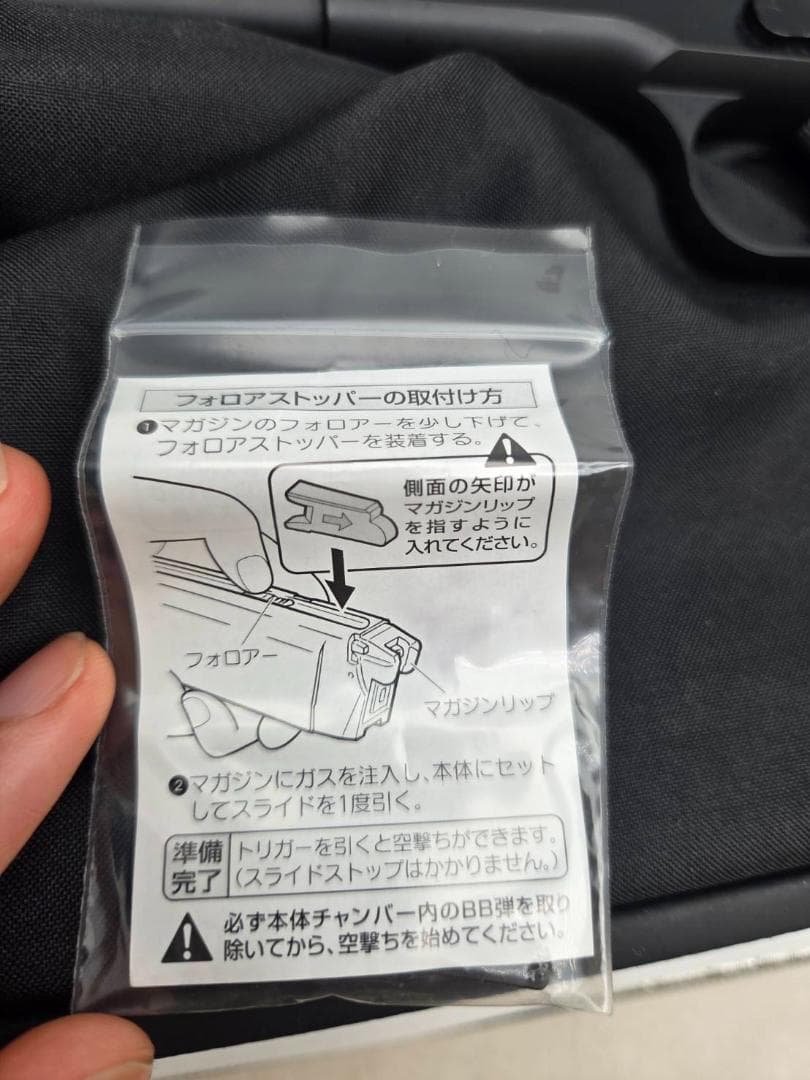 フォロアストッパーの取付け方
❶マガジンのフォロアーを少し下げて、
フォロアストッパーを装着する。
側面の矢印が
マガジンリップ
を指すように
入れてください。
フォロアー
マガジンリップ
❷マガジンにガスを注入し、本体にセット
してスライドを1度引く。
準備
完了
トリガーを引くと空撃ちができます。
(スライドストップはかかりません。)
必ず本体チャンバー内のBB弾を取り
除いてから、空撃ちを始めてください。